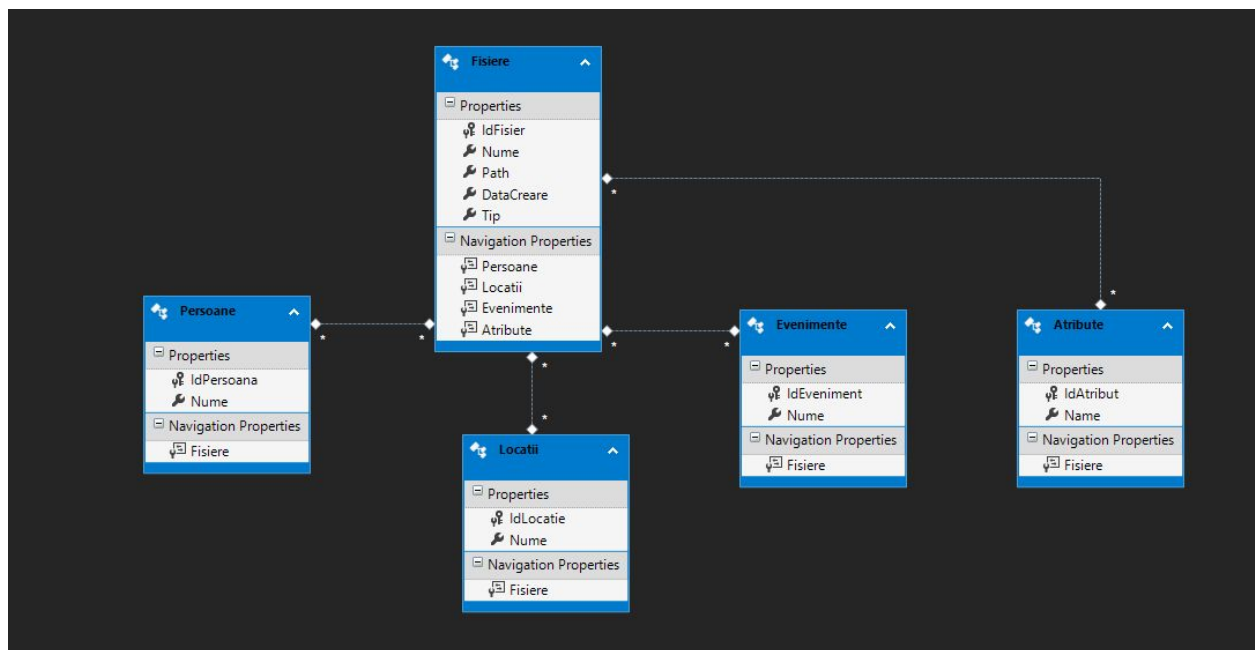 Fisiere
Properties
IdFisier
Nume
Path
DataCreare
Tip
Navigation Properties
Persoane
Locatii
Evenimente
Atribute
*
*
*
*
*
*
*
*
Persoane
Properties
IdPersoana
Nume
Navigation Properties
Fisiere
Locatii
Properties
IdLocatie
Nume
Navigation Properties
Fisiere
Evenimente
Properties
IdEveniment
Nume
Navigation Properties
Fisiere
Atribute
Properties
IdAtribut
Name
Navigation Properties
Fisiere